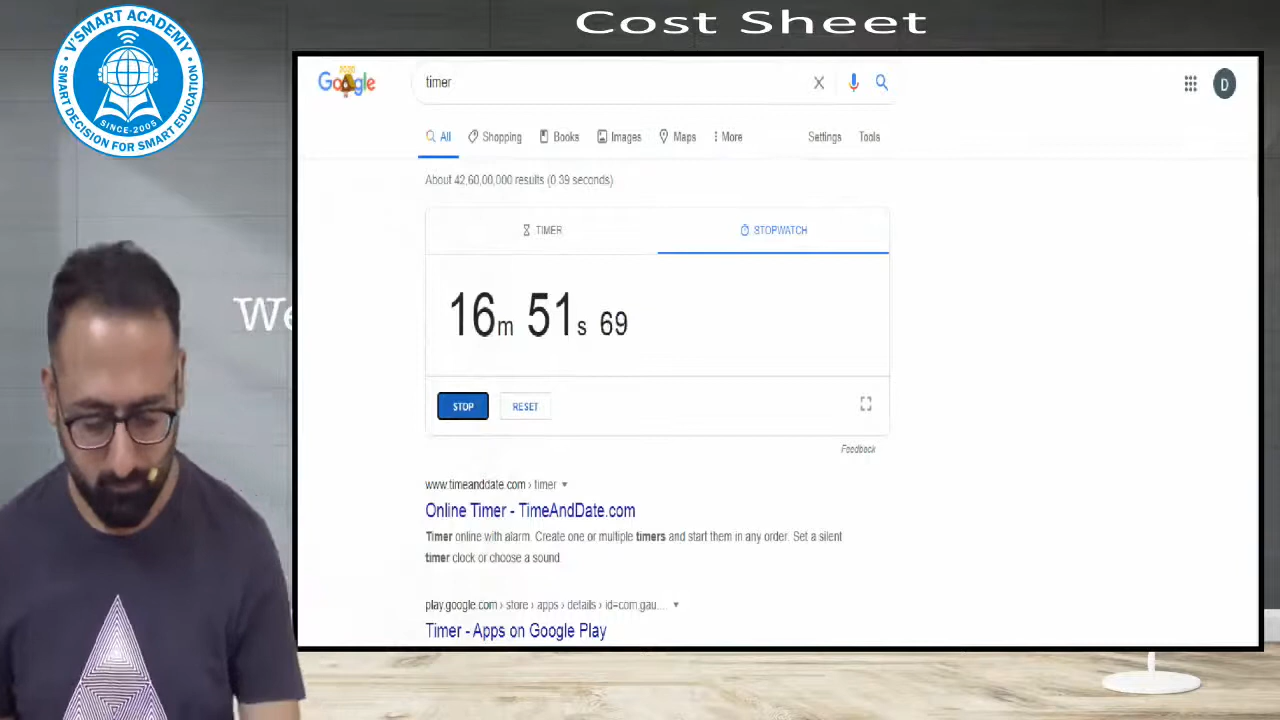 Cost Sheet
V'SMART ACADEMY
SMART DECISION FOR SMART EDUCATION
SINCE-2005
We
2020
Google
timer
D
All
Shopping
Books
Images
Maps
More
Settings
Tools
About 42,60,00,000 results (0.39 seconds)
TIMER
STOPWATCH
16m 51s 69
STOP
RESET
Feedback
www.timeanddate.com › timer
Online Timer - TimeAndDate.com
Timer online with alarm. Create one or multiple timers and start them in any order. Set a silent
timer clock or choose a sound
play.google.com › store › apps › details › id=com.gau....
Timer - Apps on Google Play